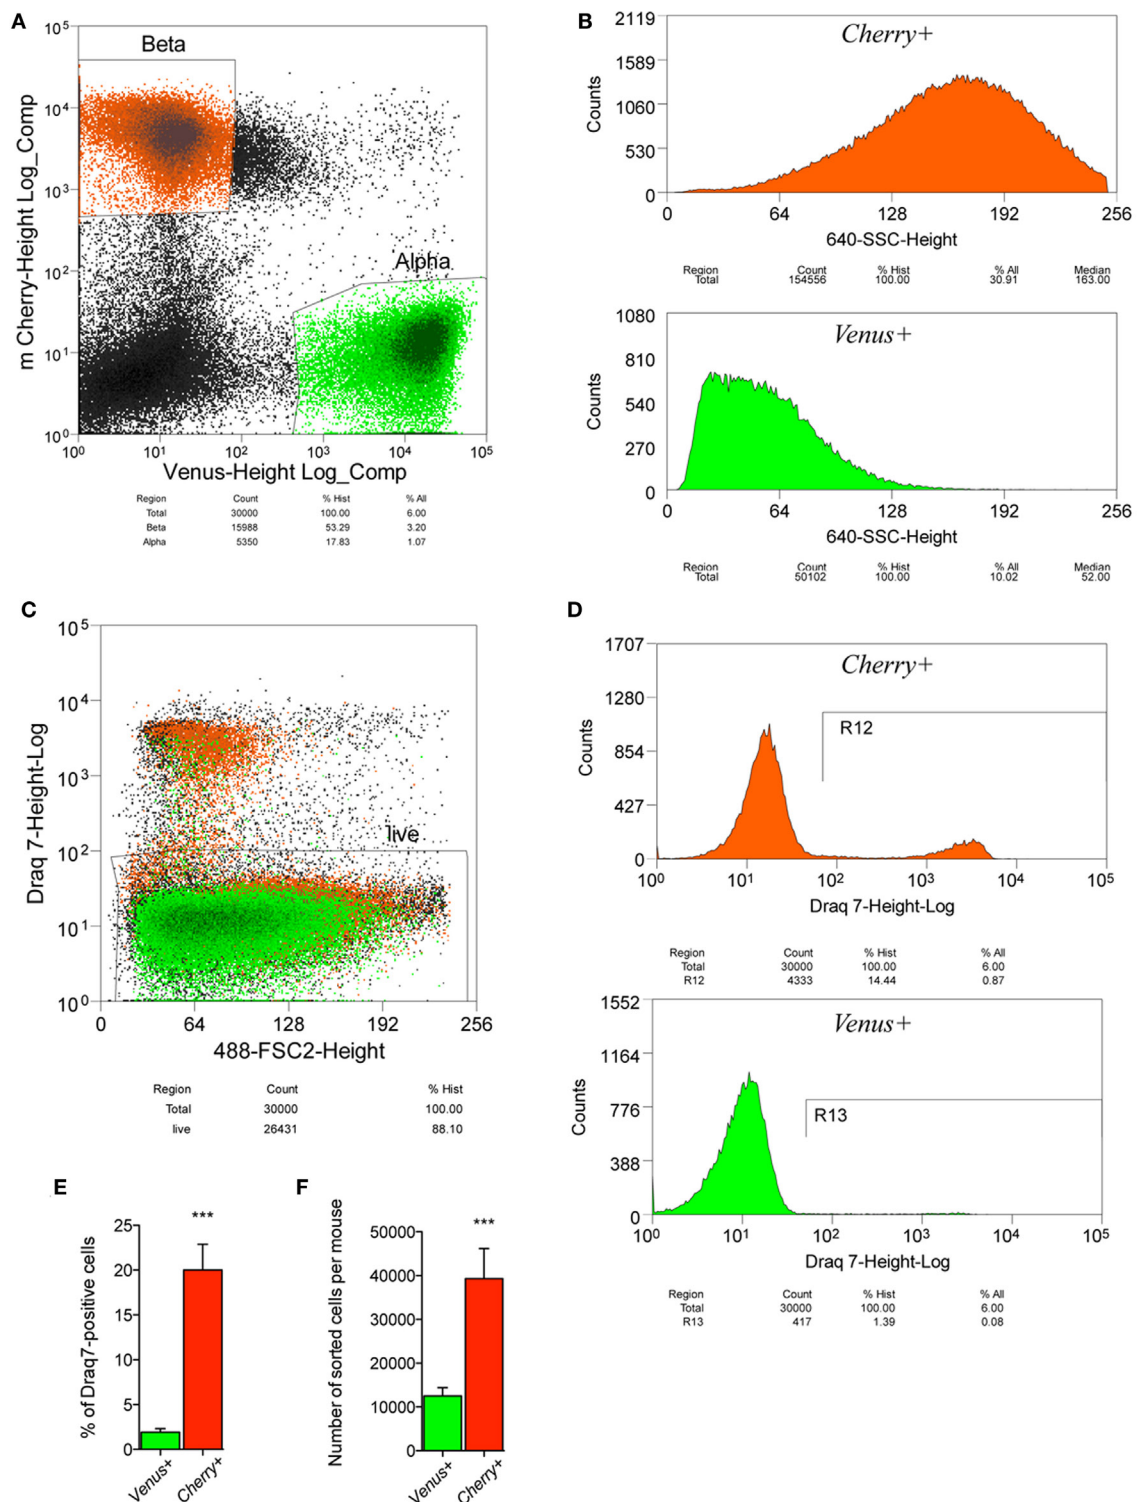 A
10⁵
10⁴
10³
10²
10¹
10⁰
m Cherry-Height Log_Comp
Beta
Alpha
10⁰ 10¹ 10² 10³ 10⁴ 10⁵
Venus-Height Log_Comp
Region Count % Hist % All
Total 30000 100.00 6.00
Beta 15988 53.29 3.20
Alpha 5350 17.83 1.07
B
Cherry+
2119
1589
1060
530
0
Counts
0 64 128 192 256
640-SSC-Height
Region Count % Hist % All Median
Total 154556 100.00 30.91 163.00
Venus+
1080
810
540
270
0
Counts
0 64 128 192 256
640-SSC-Height
Region Count % Hist % All Median
Total 50102 100.00 10.02 52.00
C
10⁵
10⁴
10³
10²
10¹
10⁰
Draq 7-Height-Log
live
0 64 128 192 256
488-FSC2-Height
Region Count % Hist
Total 30000 100.00
live 26431 88.10
D
Cherry+
1707
1280
854
427
0
Counts
R12
10⁰ 10¹ 10² 10³ 10⁴ 10⁵
Draq 7-Height-Log
Region Count % Hist % All
Total 30000 100.00 6.00
R12 4333 14.44 0.87
Venus+
1552
1164
776
388
0
Counts
R13
10⁰ 10¹ 10² 10³ 10⁴ 10⁵
Draq 7-Height-Log
Region Count % Hist % All
Total 30000 100.00 6.00
R13 417 1.39 0.08
E
% of Draq7-positive cells
25
20
15
10
5
0
***
Venus+ Cherry+
F
Number of sorted cells per mouse
50000
40000
30000
20000
10000
0
***
Venus+ Cherry+